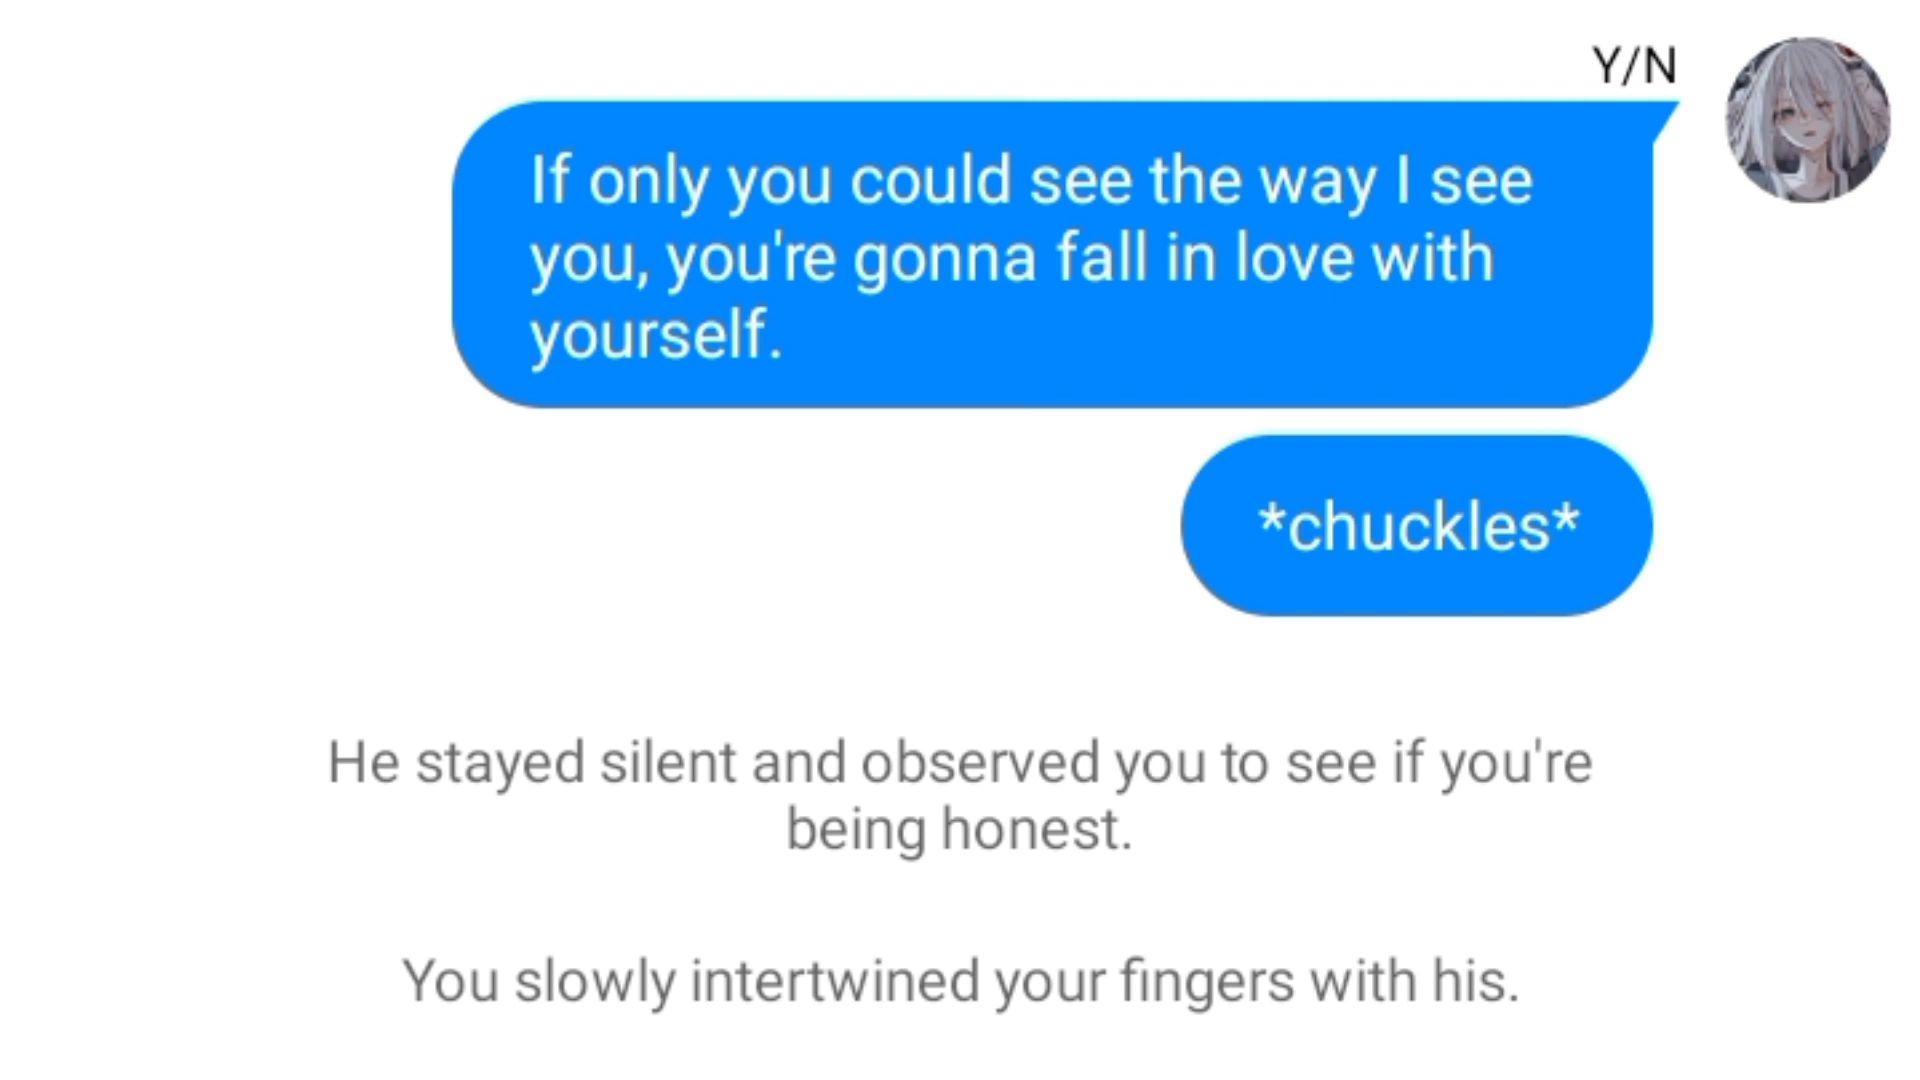 Y/N
If only you could see the way I see
you, you're gonna fall in love with
yourself.
*chuckles*
He stayed silent and observed you to see if you're
being honest.
You slowly intertwined your fingers with his.